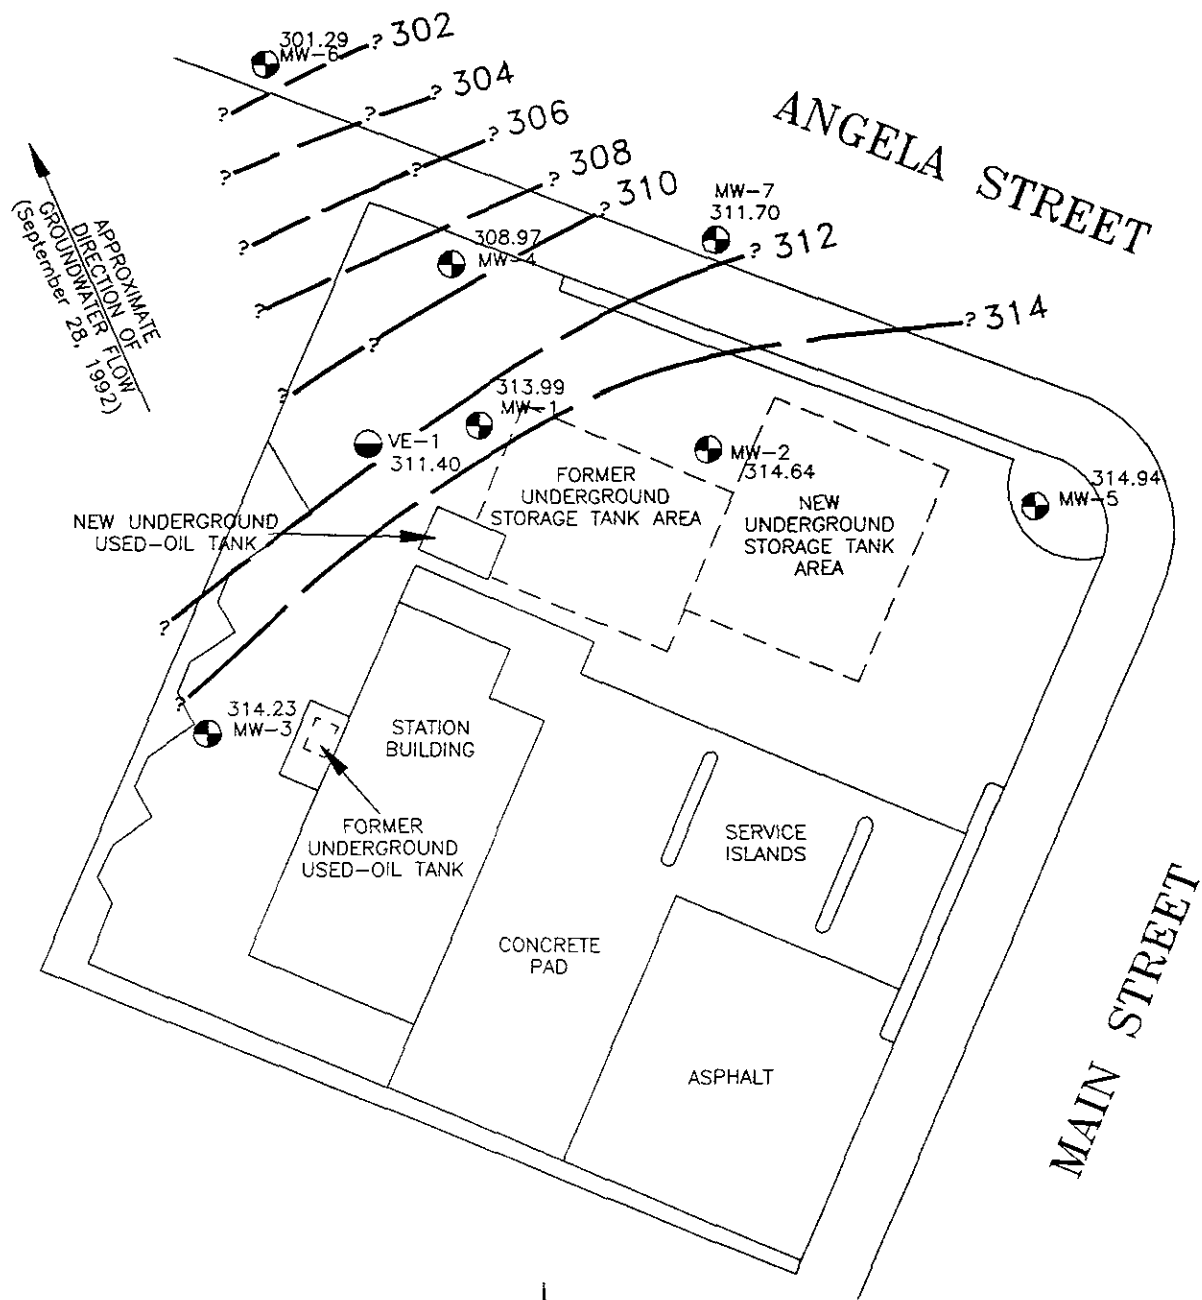 301.29
MW-6
? 302
?
? ? 304
?
? ? 306
?
? 308
?
? 310
? ?
? 312
?
? 314
?
ANGELA STREET
MW-7
311.70
308.97
MW-4
APPROXIMATE
DIRECTION OF
GROUNDWATER FLOW
(September 28, 1992)
313.99
MW-1
VE-1
311.40
MW-2
314.64
314.94
MW-5
FORMER
UNDERGROUND
STORAGE TANK AREA
NEW
UNDERGROUND
STORAGE TANK
AREA
NEW UNDERGROUND
USED-OIL TANK
314.23
MW-3
STATION
BUILDING
FORMER
UNDERGROUND
USED-OIL TANK
SERVICE
ISLANDS
CONCRETE
PAD
ASPHALT
MAIN STREET